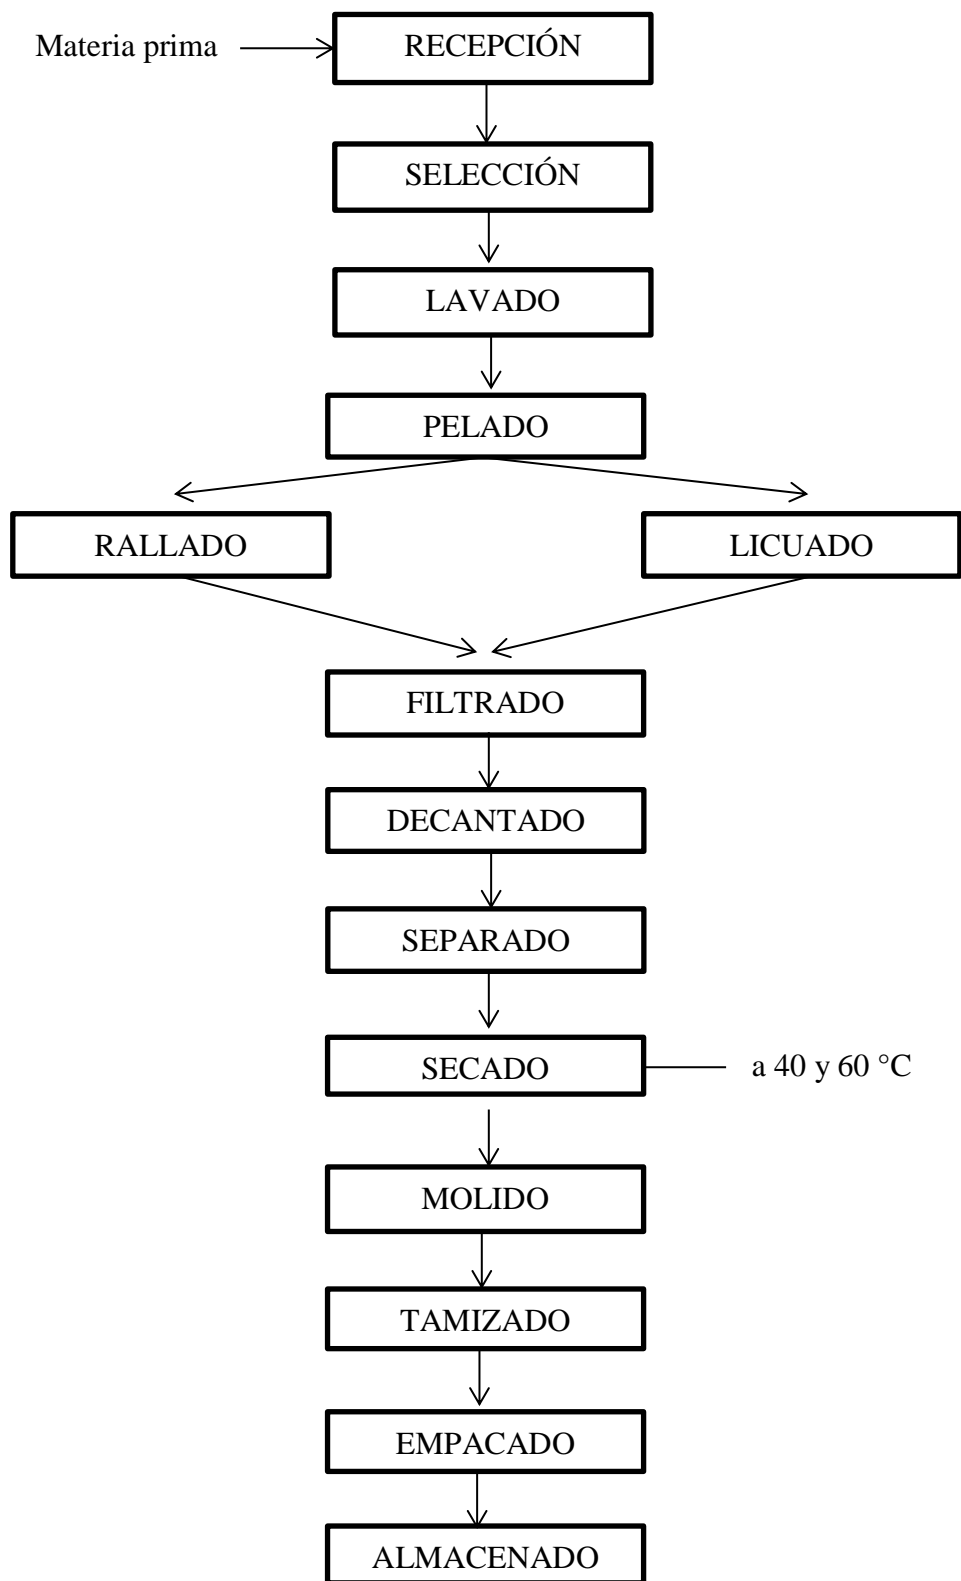 Materia prima
RECEPCIÓN
SELECCIÓN
LAVADO
PELADO
RALLADO
LICUADO
FILTRADO
DECANTADO
SEPARADO
SECADO
a 40 y 60 °C
MOLIDO
TAMIZADO
EMPACADO
ALMACENADO